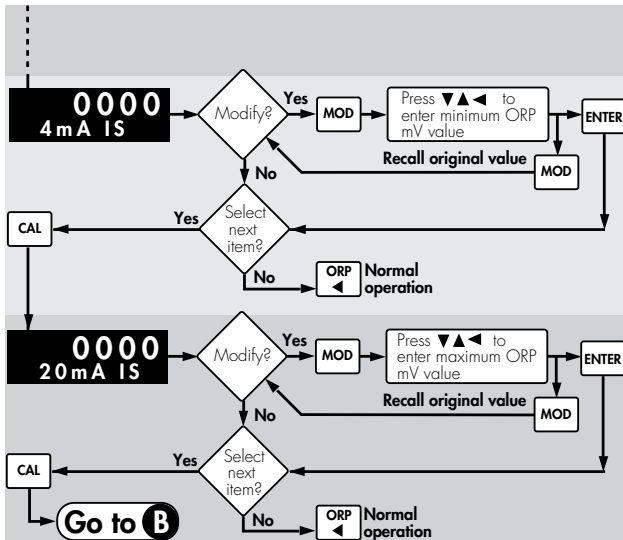 0000
4mA IS
Modify?
Yes
MOD
Press ▼▲◄ to
enter minimum ORP
mV value
ENTER
Recall original value
MOD
No
CAL
Yes
Select
next
item?
No
ORP
◄
Normal
operation
0000
20mA IS
Modify?
Yes
MOD
Press ▼▲◄ to
enter maximum ORP
mV value
ENTER
Recall original value
MOD
No
CAL
Yes
Select
next
item?
No
ORP
◄
Normal
operation
Go to B